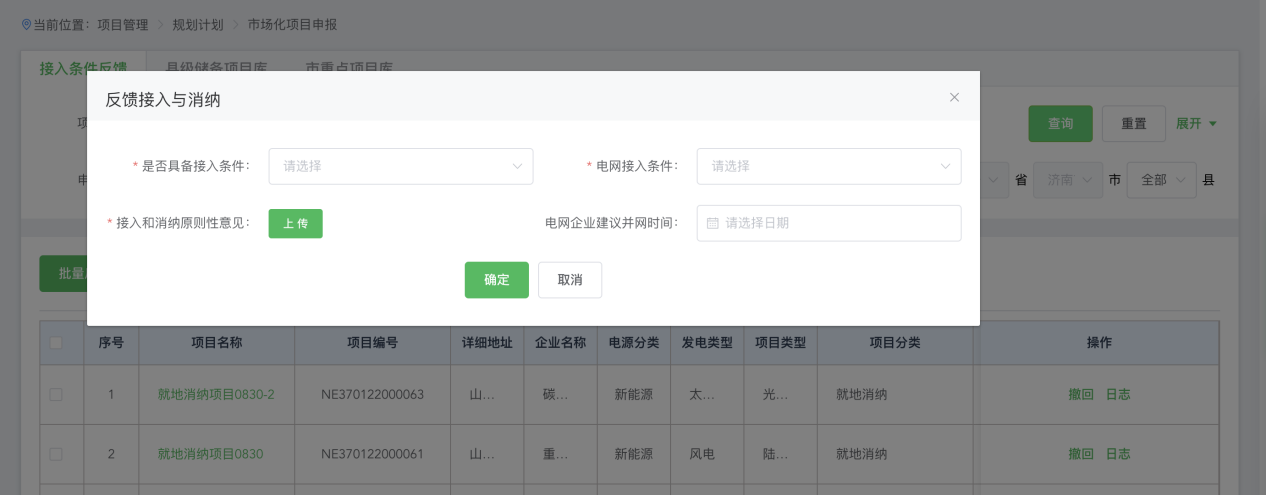 当前位置： 项目管理 > 规划计划 > 市场化项目申报
接入条件反馈 县级储备项目库 市重点项目库
反馈接入与消纳
查询 重置 展开
* 是否具备接入条件： 请选择 * 电网接入条件： 请选择
省 济南 市 全部 县
* 接入和消纳原则性意见： 上传 电网企业建议并网时间： 请选择日期
批量
确定 取消
序号 项目名称 项目编号 详细地址 企业名称 电源分类 发电类型 项目类型 项目分类 操作
1 就地消纳项目0830-2 NE370122000063 山... 碳... 新能源 太... 光... 就地消纳 撤回 日志
2 就地消纳项目0830 NE370122000061 山... 重... 新能源 风电 陆... 就地消纳 撤回 日志